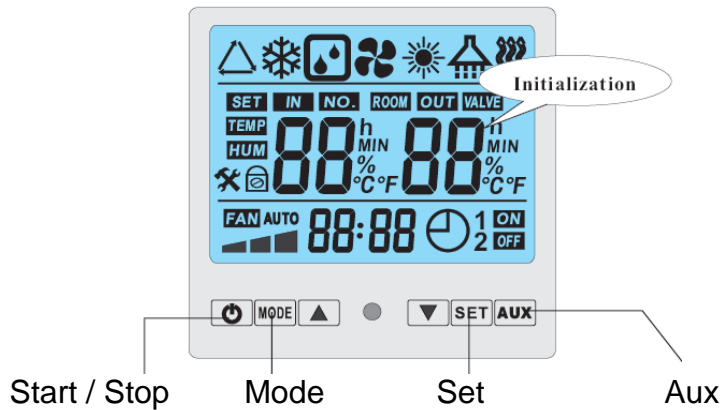 Initialization
SET IN NO. ROOM OUT VALVE
TEMP
HUM
88 h MIN % °C°F 88 h MIN % °C°F
FAN AUTO 88:88 1 ON
2 OFF
MODE SET AUX
Start / Stop Mode Set Aux